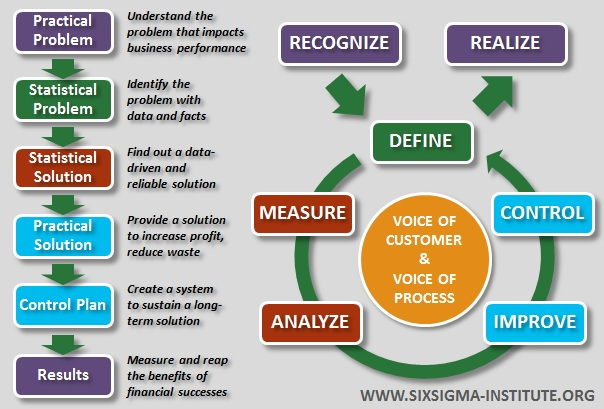 Practical
Problem
Understand the
problem that impacts
business performance
Statistical
Problem
Identify the
problem with
data and facts
Statistical
Solution
Find out a data-
driven and
reliable solution
Practical
Solution
Provide a solution
to increase profit,
reduce waste
Control Plan
Create a system
to sustain a long-
term solution
Results
Measure and reap
the benefits of
financial successes
RECOGNIZE
REALIZE
DEFINE
MEASURE
CONTROL
VOICE OF
CUSTOMER
&
VOICE OF
PROCESS
ANALYZE
IMPROVE
WWW.SIXSIGMA-INSTITUTE.ORG